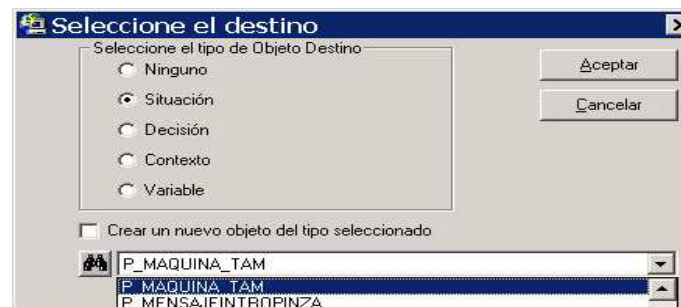 Seleccione el destino
Seleccione el tipo de Objeto Destino
Ninguno
Situación
Decisión
Contexto
Variable
Aceptar
Cancelar
Crear un nuevo objeto del tipo seleccionado
P_MAQUINA_TAM
P_MAQUINA_TAM
P_MENSAJEINTROPINZA